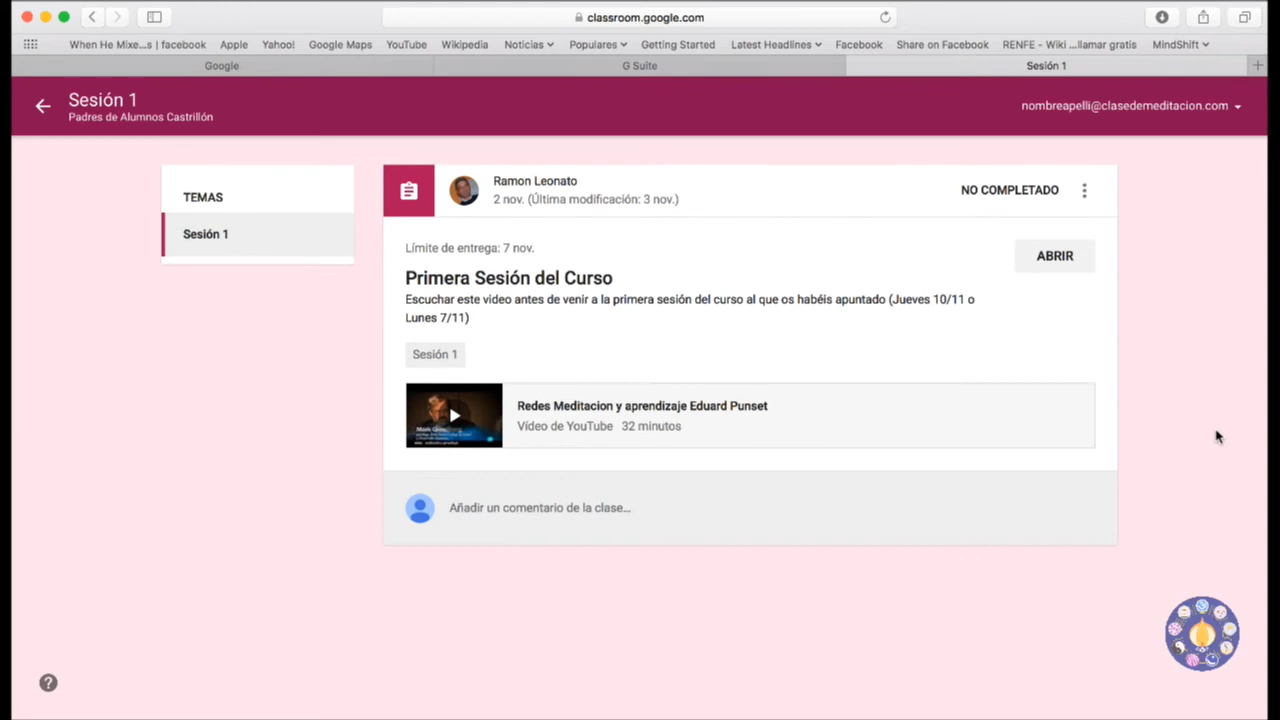 classroom.google.com
When He Mixe...s | facebook Apple Yahoo! Google Maps YouTube Wikipedia Noticias Populares Getting Started Latest Headlines Facebook Share on Facebook RENFE - Wiki ...llamar gratis MindShift
Google G Suite Sesión 1
Sesión 1
Padres de Alumnos Castrillón
nombreapelli@clasedemeditacion.com
TEMAS
Sesión 1
Ramon Leonato
2 nov. (Última modificación: 3 nov.)
NO COMPLETADO
Límite de entrega: 7 nov.
ABRIR
Primera Sesión del Curso
Escuchar este video antes de venir a la primera sesión del curso al que os habéis apuntado (Jueves 10/11 o
Lunes 7/11)
Sesión 1
Redes Meditacion y aprendizaje Eduard Punset
Vídeo de YouTube 32 minutos
Añadir un comentario de la clase...
?